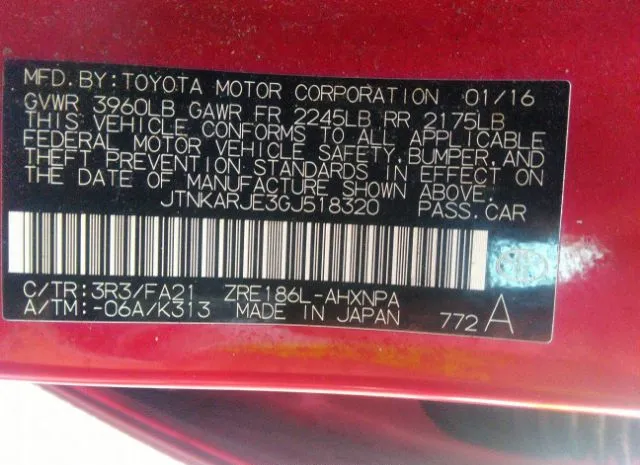 MFD. BY: TOYOTA MOTOR CORPORATION 01/16
GVWR 3960LB GAWR FR 2245LB RR 2175LB
THIS VEHICLE CONFORMS TO ALL APPLICABLE
FEDERAL MOTOR VEHICLE SAFETY, BUMPER, AND
THEFT PREVENTION STANDARDS IN EFFECT ON
THE DATE OF MANUFACTURE SHOWN ABOVE.
JTNKARJE3GJ518320 PASS. CAR
C/TR: 3R3/FA21 ZRE186L-AHXNPA
A/TM: -06A/K313 MADE IN JAPAN 772 A